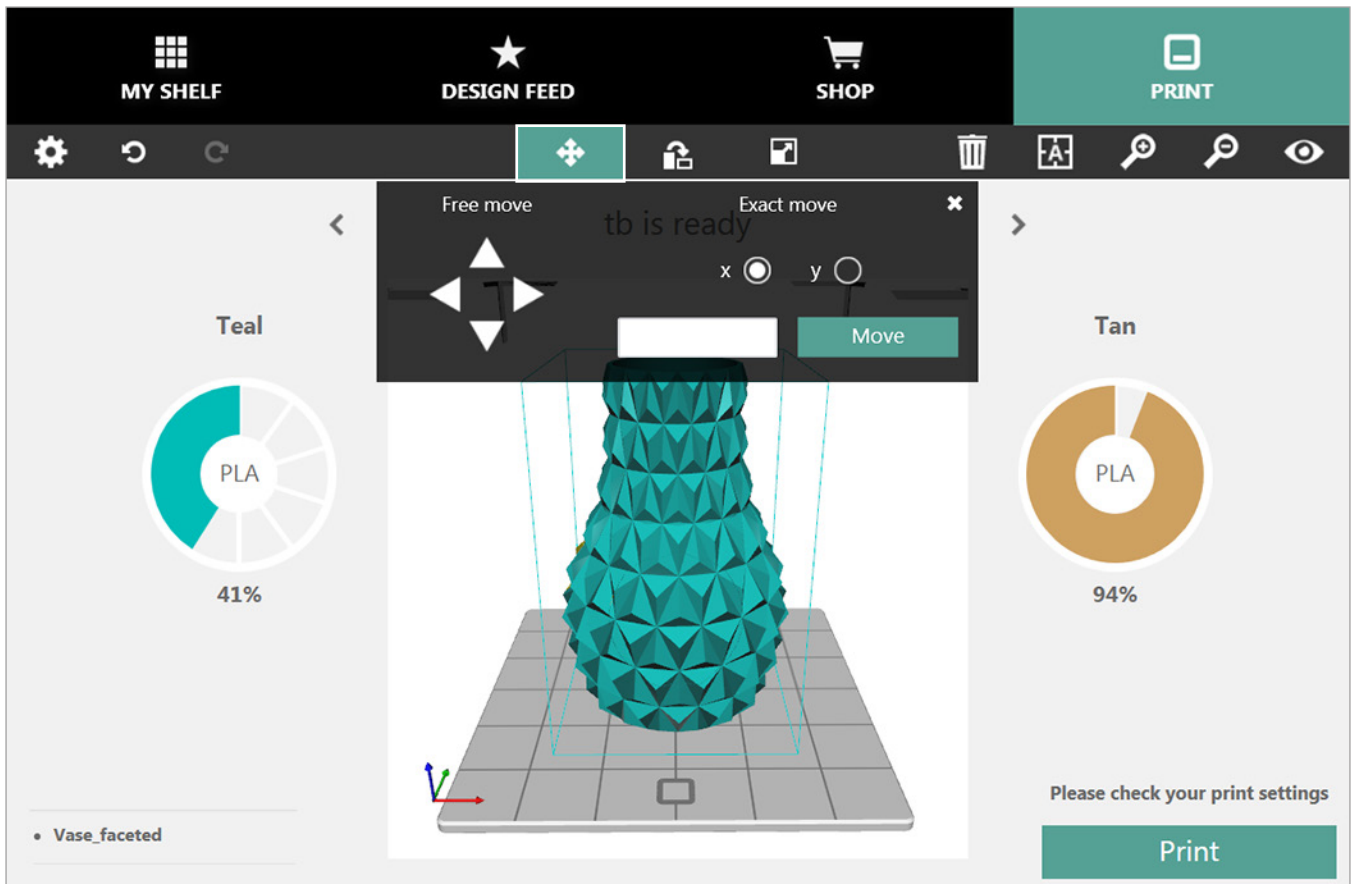 MY SHELF
DESIGN FEED
SHOP
PRINT
A
Free move
Exact move
tb is ready
x
y
Move
Teal
PLA
41%
Tan
PLA
94%
Vase_faceted
Please check your print settings
Print